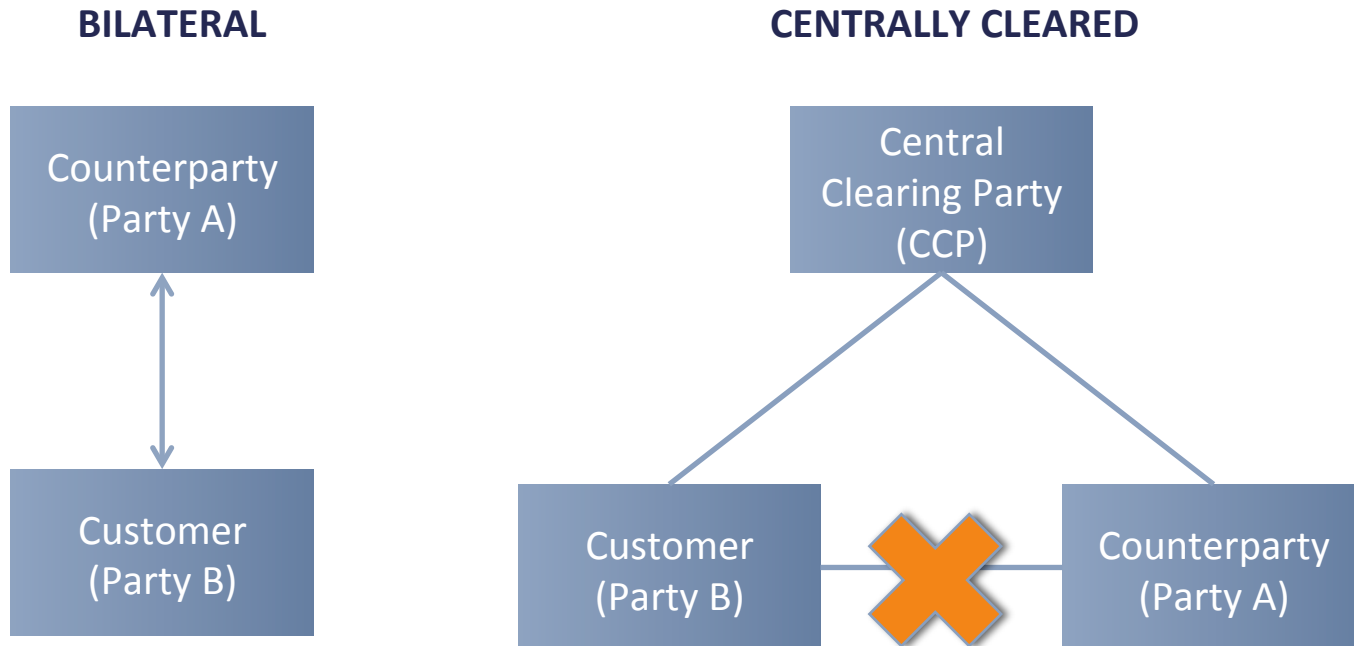 BILATERAL
CENTRALLY CLEARED
Counterparty
(Party A)
Customer
(Party B)
Central
Clearing Party
(CCP)
Customer
(Party B)
Counterparty
(Party A)